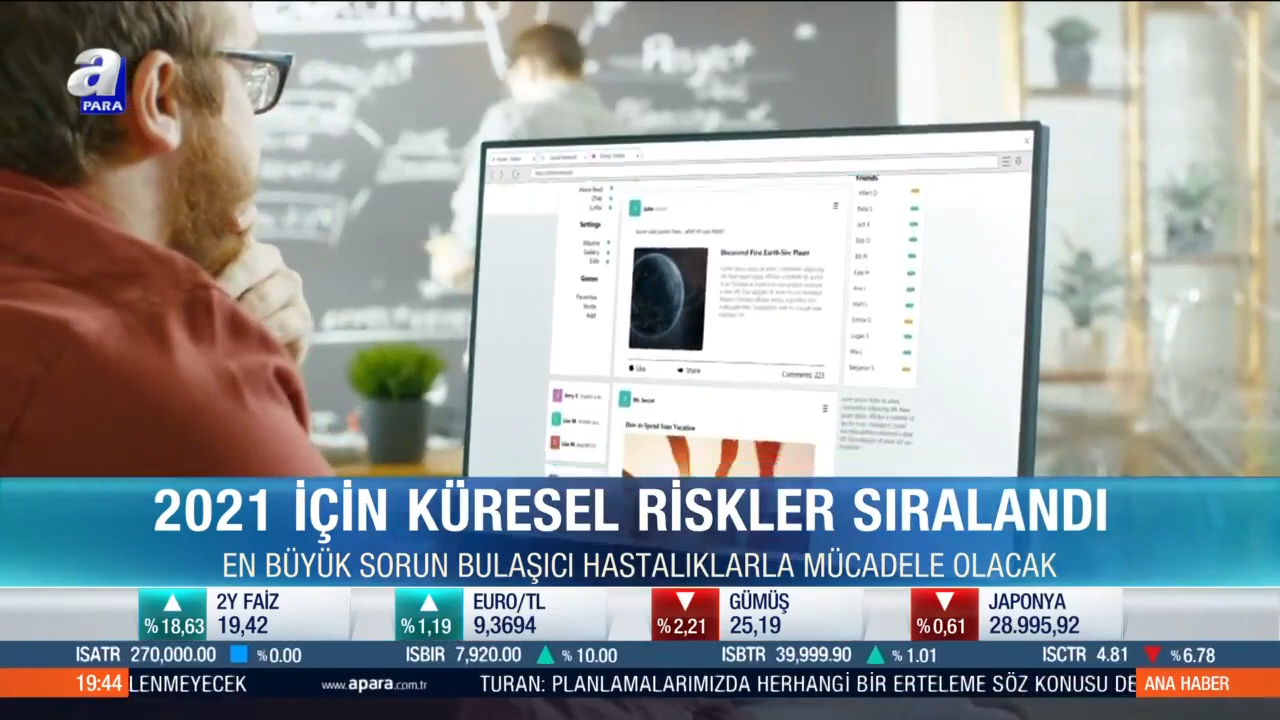 a
PARA
Friends
Settings
Games
Discovered First Earth-Size Planet
Like
Share
Comments: 223
How to Spend Your Vacation
2021 İÇİN KÜRESEL RİSKLER SIRALANDI
EN BÜYÜK SORUN BULAŞICI HASTALIKLARLA MÜCADELE OLACAK
%18,63 2Y FAİZ 19,42
%1,19 EURO/TL 9,3694
%2,21 GÜMÜŞ 25,19
%0,61 JAPONYA 28.995,92
ISATR 270,000.00 %0.00 ISBIR 7,920.00 % 10.00 ISBTR 39,999.90 % 1.01 ISCTR 4.81 %6.78
19:44 LENMEYECEK www.apara.com.tr TURAN: PLANLAMALARIMIZDA HERHANGİ BİR ERTELEME SÖZ KONUSU DE ANA HABER